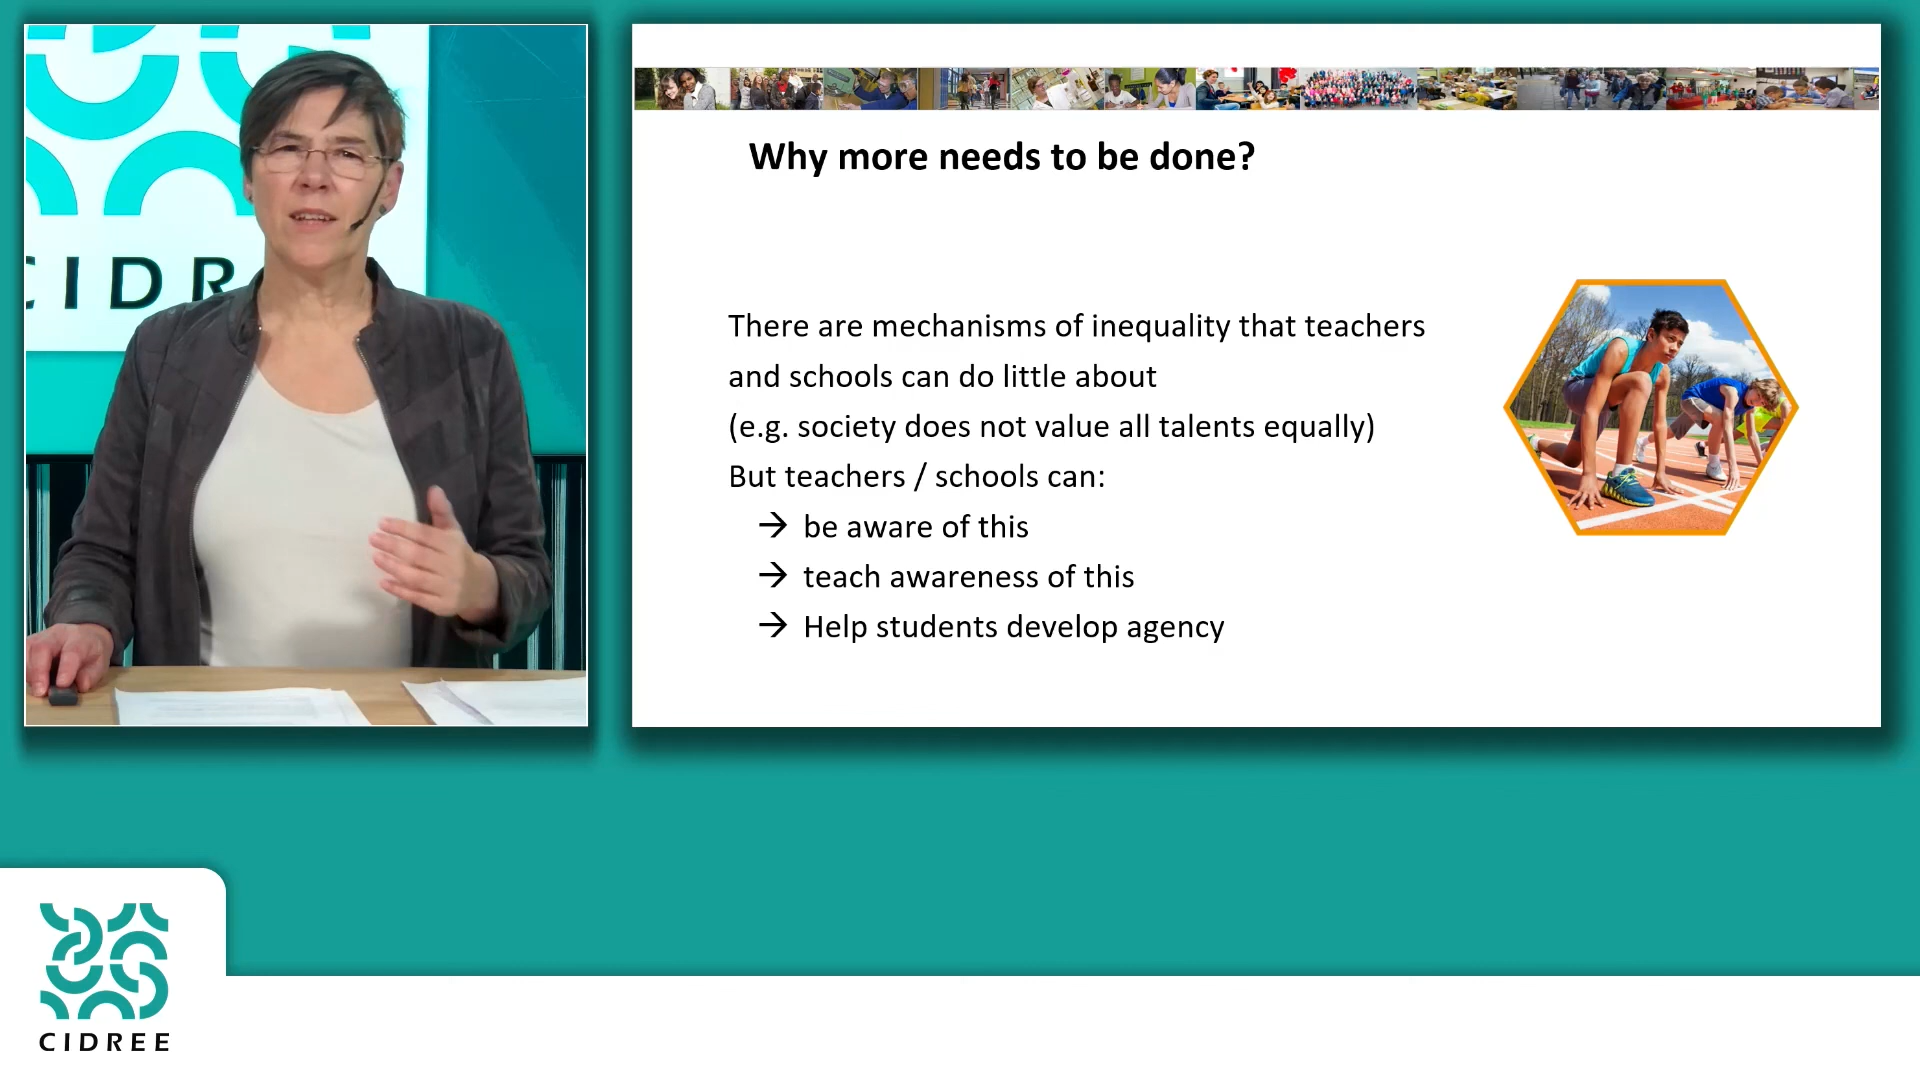 CIDR
Why more needs to be done?
There are mechanisms of inequality that teachers
and schools can do little about
(e.g. society does not value all talents equally)
But teachers / schools can:
→ be aware of this
→ teach awareness of this
→ Help students develop agency
CIDREE